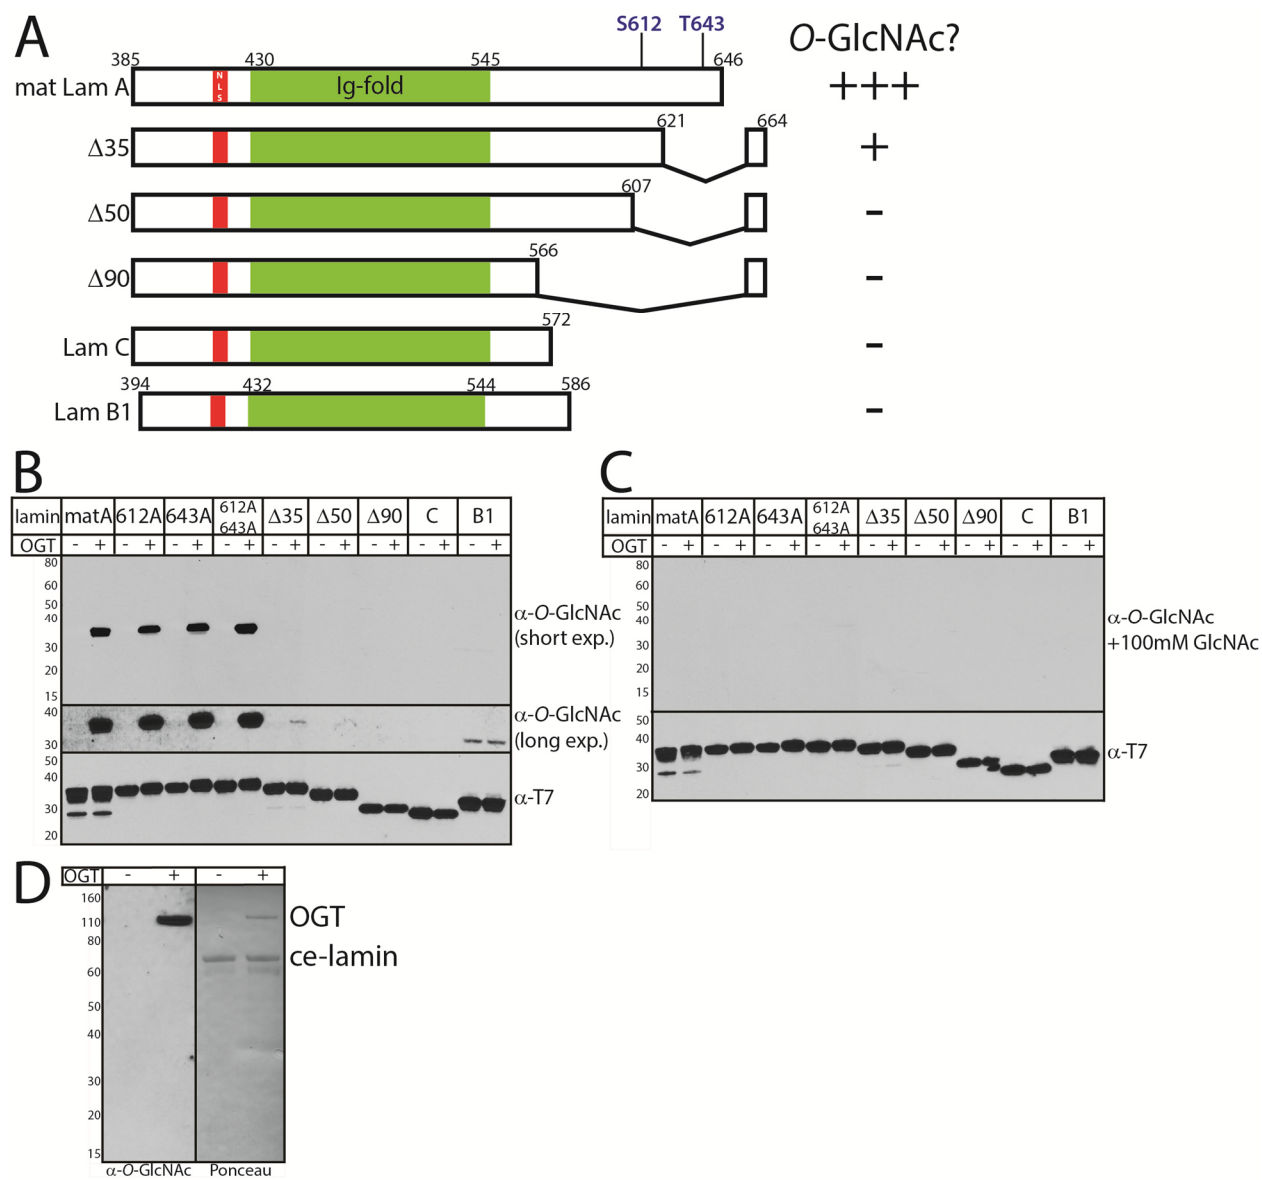 A
S612 T643
O-GlcNAc?
385 430 545 646
mat Lam A
N
L
S
Ig-fold
+++
621 664
Δ35
+
607
Δ50
-
566
Δ90
-
572
Lam C
-
394 432 544 586
Lam B1
-
B
lamin matA 612A 643A 612A 643A Δ35 Δ50 Δ90 C B1
OGT - + - + - + - + - + - + - + - + - +
80
60
50
40
30
20
15
α-O-GlcNAc
(short exp.)
40
30
α-O-GlcNAc
(long exp.)
50
40
30
20
α-T7
C
lamin matA 612A 643A 612A 643A Δ35 Δ50 Δ90 C B1
OGT - + - + - + - + - + - + - + - + - +
80
60
50
40
30
20
15
α-O-GlcNAc
+100mM GlcNAc
50
40
30
20
α-T7
D
OGT - + - +
160
110
80
60
50
40
30
20
15
OGT
ce-lamin
α-O-GlcNAc Ponceau